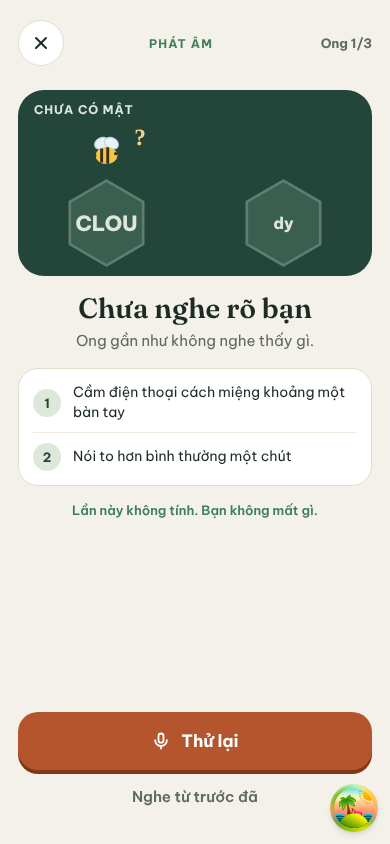 PHÁT ÂM
Ong 1/3
CHƯA CÓ MẬT
?
CLOU
dy
Chưa nghe rõ bạn
Ong gần như không nghe thấy gì.
1
Cầm điện thoại cách miệng khoảng một
bàn tay
2
Nói to hơn bình thường một chút
Lần này không tính. Bạn không mất gì.
Thử lại
Nghe từ trước đã